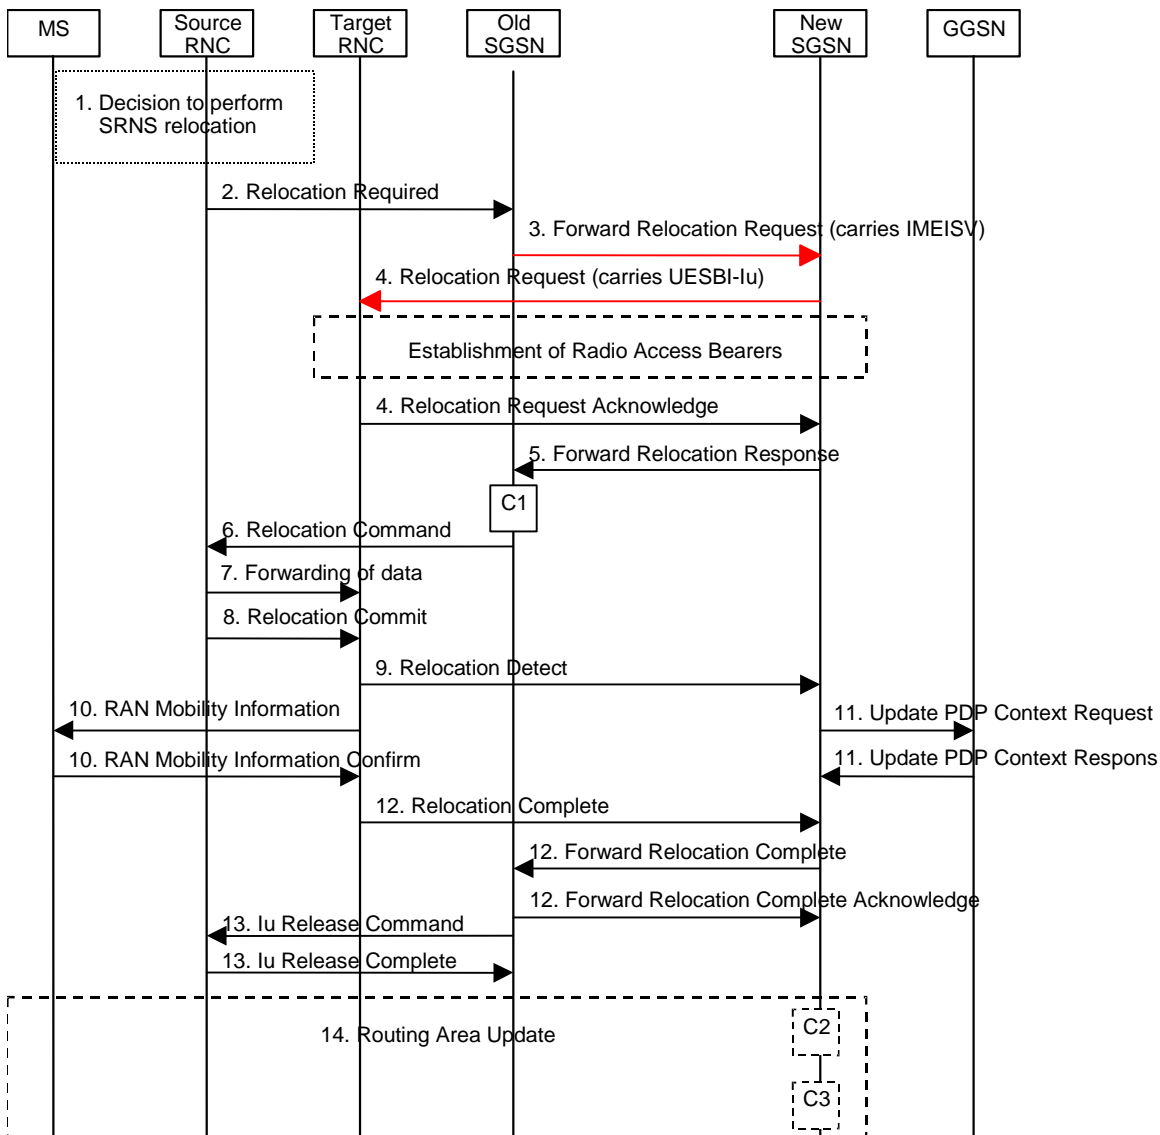 MS
Source
RNC
Target
RNC
Old
SGSN
New
SGSN
GGSN
1. Decision to perform
SRNS relocation
2. Relocation Required
3. Forward Relocation Request (carries IMEISV)
4. Relocation Request (carries UESBI-Iu)
Establishment of Radio Access Bearers
4. Relocation Request Acknowledge
5. Forward Relocation Response
C1
6. Relocation Command
7. Forwarding of data
8. Relocation Commit
9. Relocation Detect
10. RAN Mobility Information
11. Update PDP Context Request
10. RAN Mobility Information Confirm
11. Update PDP Context Respons
12. Relocation Complete
12. Forward Relocation Complete
12. Forward Relocation Complete Acknowledge
13. Iu Release Command
13. Iu Release Complete
14. Routing Area Update
C2
C3